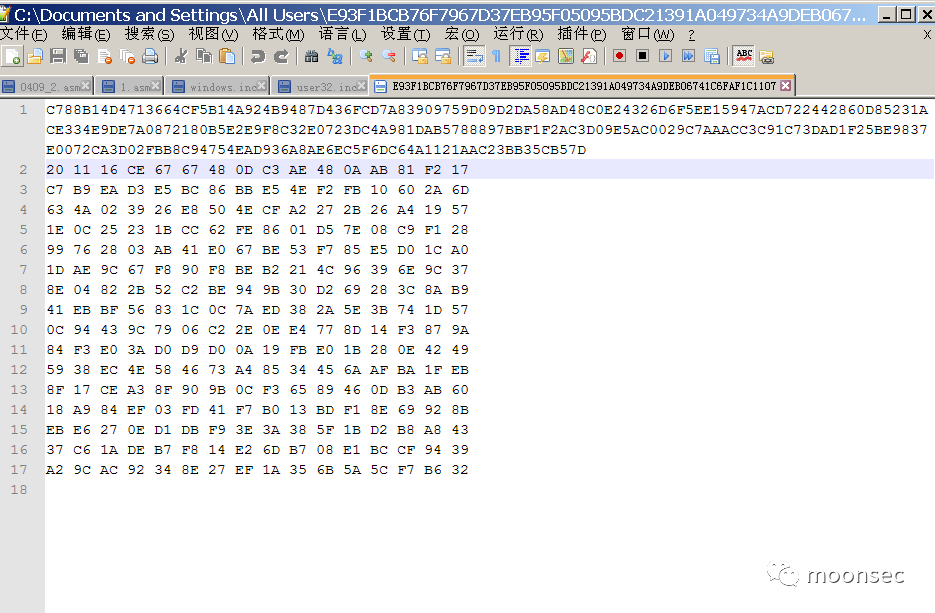 C:\Documents and Settings\All Users\E93F1BCB76F7967D37EB95F05095BDC21391A049734A9DEB067...
文件(F) 编辑(E) 搜索(S) 视图(V) 格式(M) 语言(L) 设置(T) 宏(O) 运行(R) 插件(P) 窗口(W) ? X
0409_2.asm 1.asm windows.inc user32.inc E93F1BCB76F7967D37EB95F05095BDC21391A049734A9DEB06741C6FAF1C1107
1 C788B14D4713664CF5B14A924B9487D436FCD7A83909759D09D2DA58AD48C0E24326D6F5EE15947ACD722442860D85231A
CE334E9DE7A0872180B5E2E9F8C32E0723DC4A981DAB5788897BBF1F2AC3D09E5AC0029C7AAACC3C91C73DAD1F25BE9837
E0072CA3D02FBB8C94754EAD936A8AE6EC5F6DC64A1121AAC23BB35CB57D
2 20 11 16 CE 67 67 48 0D C3 AE 48 0A AB 81 F2 17
3 C7 B9 EA D3 E5 BC 86 BB E5 4E F2 FB 10 60 2A 6D
4 63 4A 02 39 26 E8 50 4E CF A2 27 2B 26 A4 19 57
5 1E 0C 25 23 1B CC 62 FE 86 01 D5 7E 08 C9 F1 28
6 99 76 28 03 AB 41 E0 67 BE 53 F7 85 E5 D0 1C A0
7 1D AE 9C 67 F8 90 F8 BE B2 21 4C 96 39 6E 9C 37
8 8E 04 82 2B 52 C2 BE 94 9B 30 D2 69 28 3C 8A B9
9 41 EB BF 56 83 1C 0C 7A ED 38 2A 5E 3B 74 1D 57
10 0C 94 43 9C 79 06 C2 2E 0E E4 77 8D 14 F3 87 9A
11 84 F3 E0 3A D0 D9 D0 0A 19 FB E0 1B 28 0E 42 49
12 59 38 EC 4E 58 46 73 A4 85 34 45 6A AF BA 1F EB
13 8F 17 CE A3 8F 90 9B 0C F3 65 89 46 0D B3 AB 60
14 18 A9 84 EF 03 FD 41 F7 B0 13 BD F1 8E 69 92 8B
15 EB E6 27 0E D1 DB F9 3E 3A 38 5F 1B D2 B8 A8 43
16 37 C6 1A DE B7 F8 14 E2 6D B7 08 E1 BC CF 94 39
17 A2 9C AC 92 34 8E 27 EF 1A 35 6B 5A 5C F7 B6 32
18
moonsec